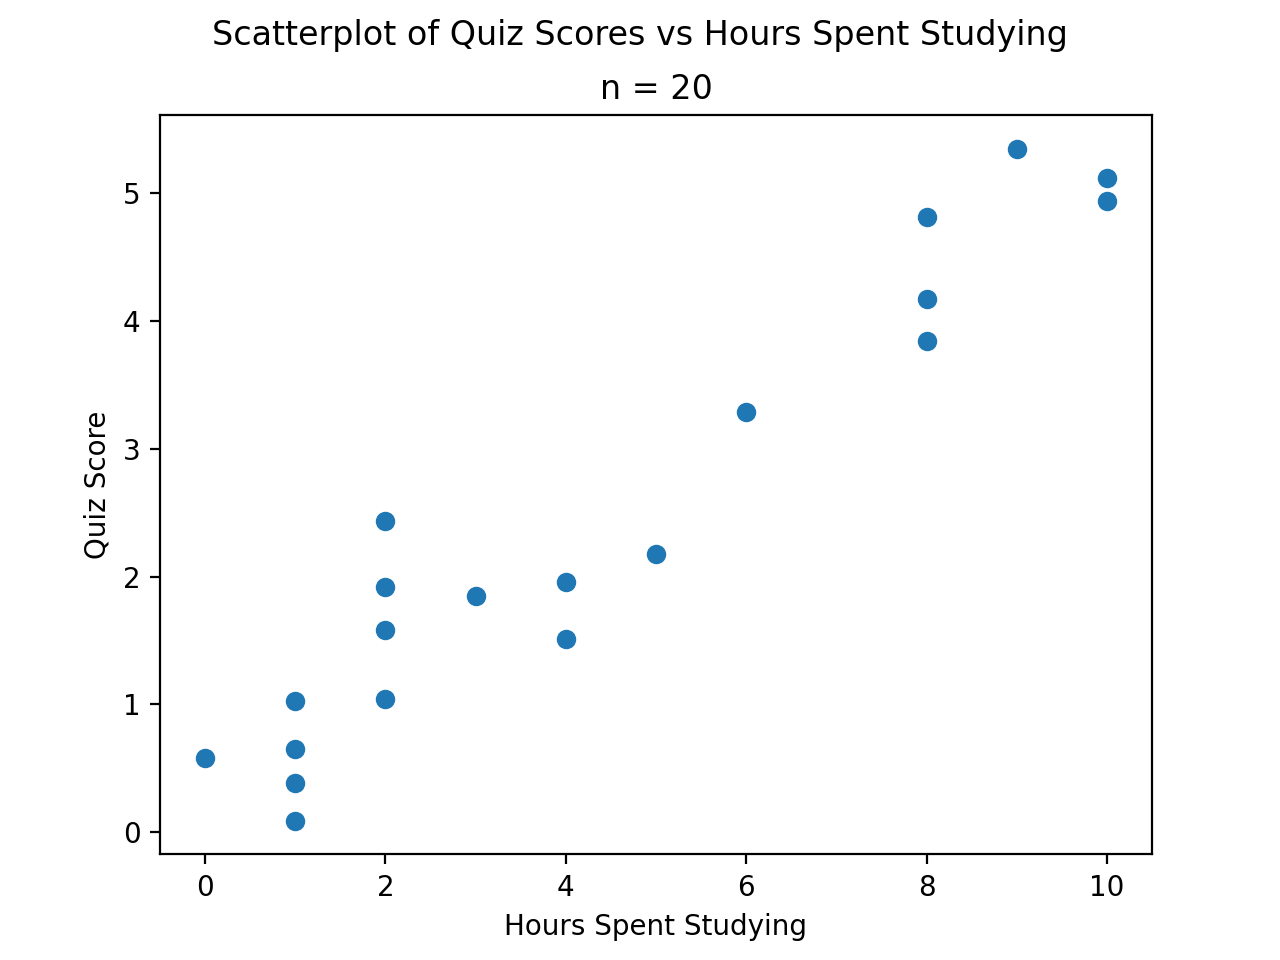 Scatterplot of Quiz Scores vs Hours Spent Studying
n = 20
5
4
3
2
1
0
Quiz Score
0 2 4 6 8 10
Hours Spent Studying